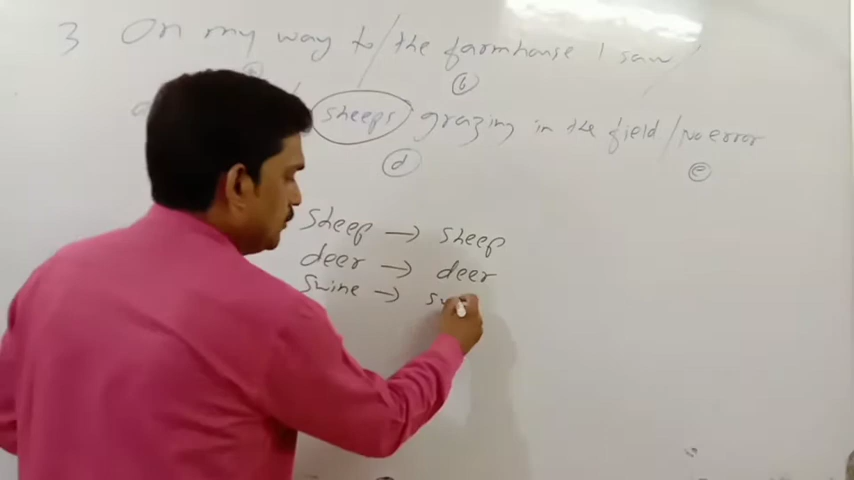 3 On my way to / the farmhouse I saw /
b
sheeps grazing in the field / No error
d e
sheep → sheep
deer → deer
swine → sw